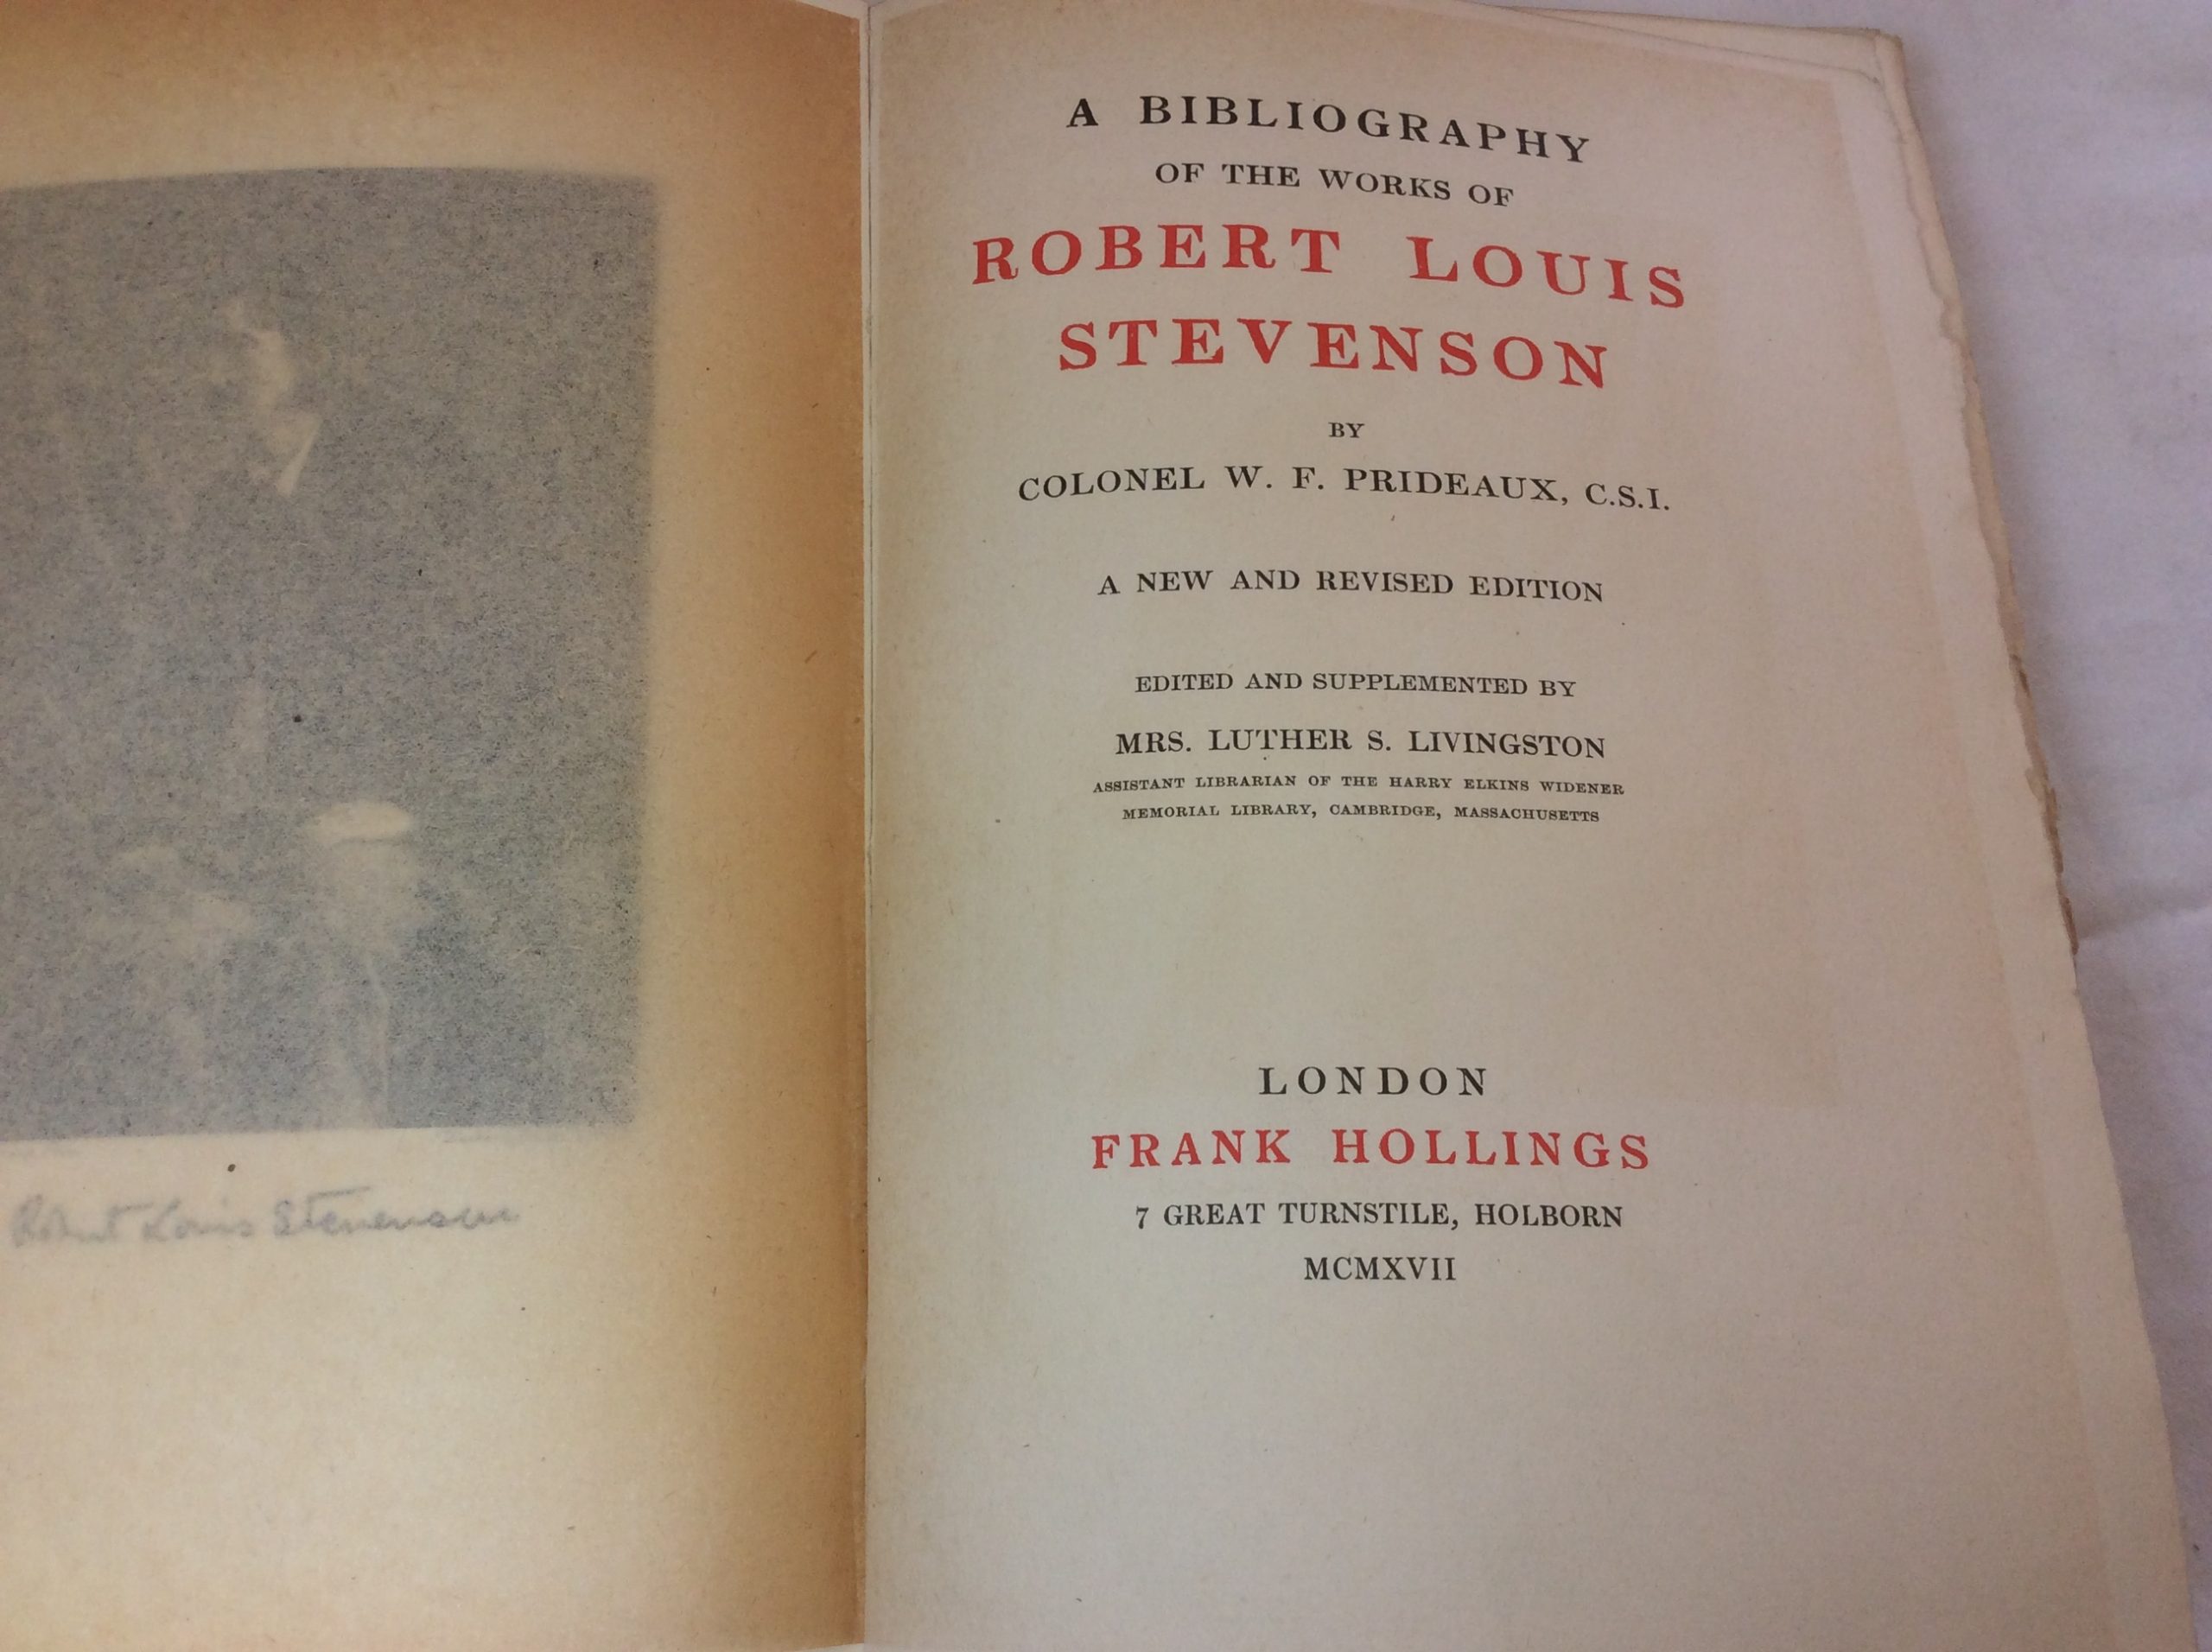 Robert Louis Stevenson
A BIBLIOGRAPHY
OF THE WORKS OF
ROBERT LOUIS
STEVENSON
BY
COLONEL W. F. PRIDEAUX, C.S.I.
A NEW AND REVISED EDITION
EDITED AND SUPPLEMENTED BY
MRS. LUTHER S. LIVINGSTON
ASSISTANT LIBRARIAN OF THE HARRY ELKINS WIDENER
MEMORIAL LIBRARY, CAMBRIDGE, MASSACHUSETTS
LONDON
FRANK HOLLINGS
7 GREAT TURNSTILE, HOLBORN
MCMXVII